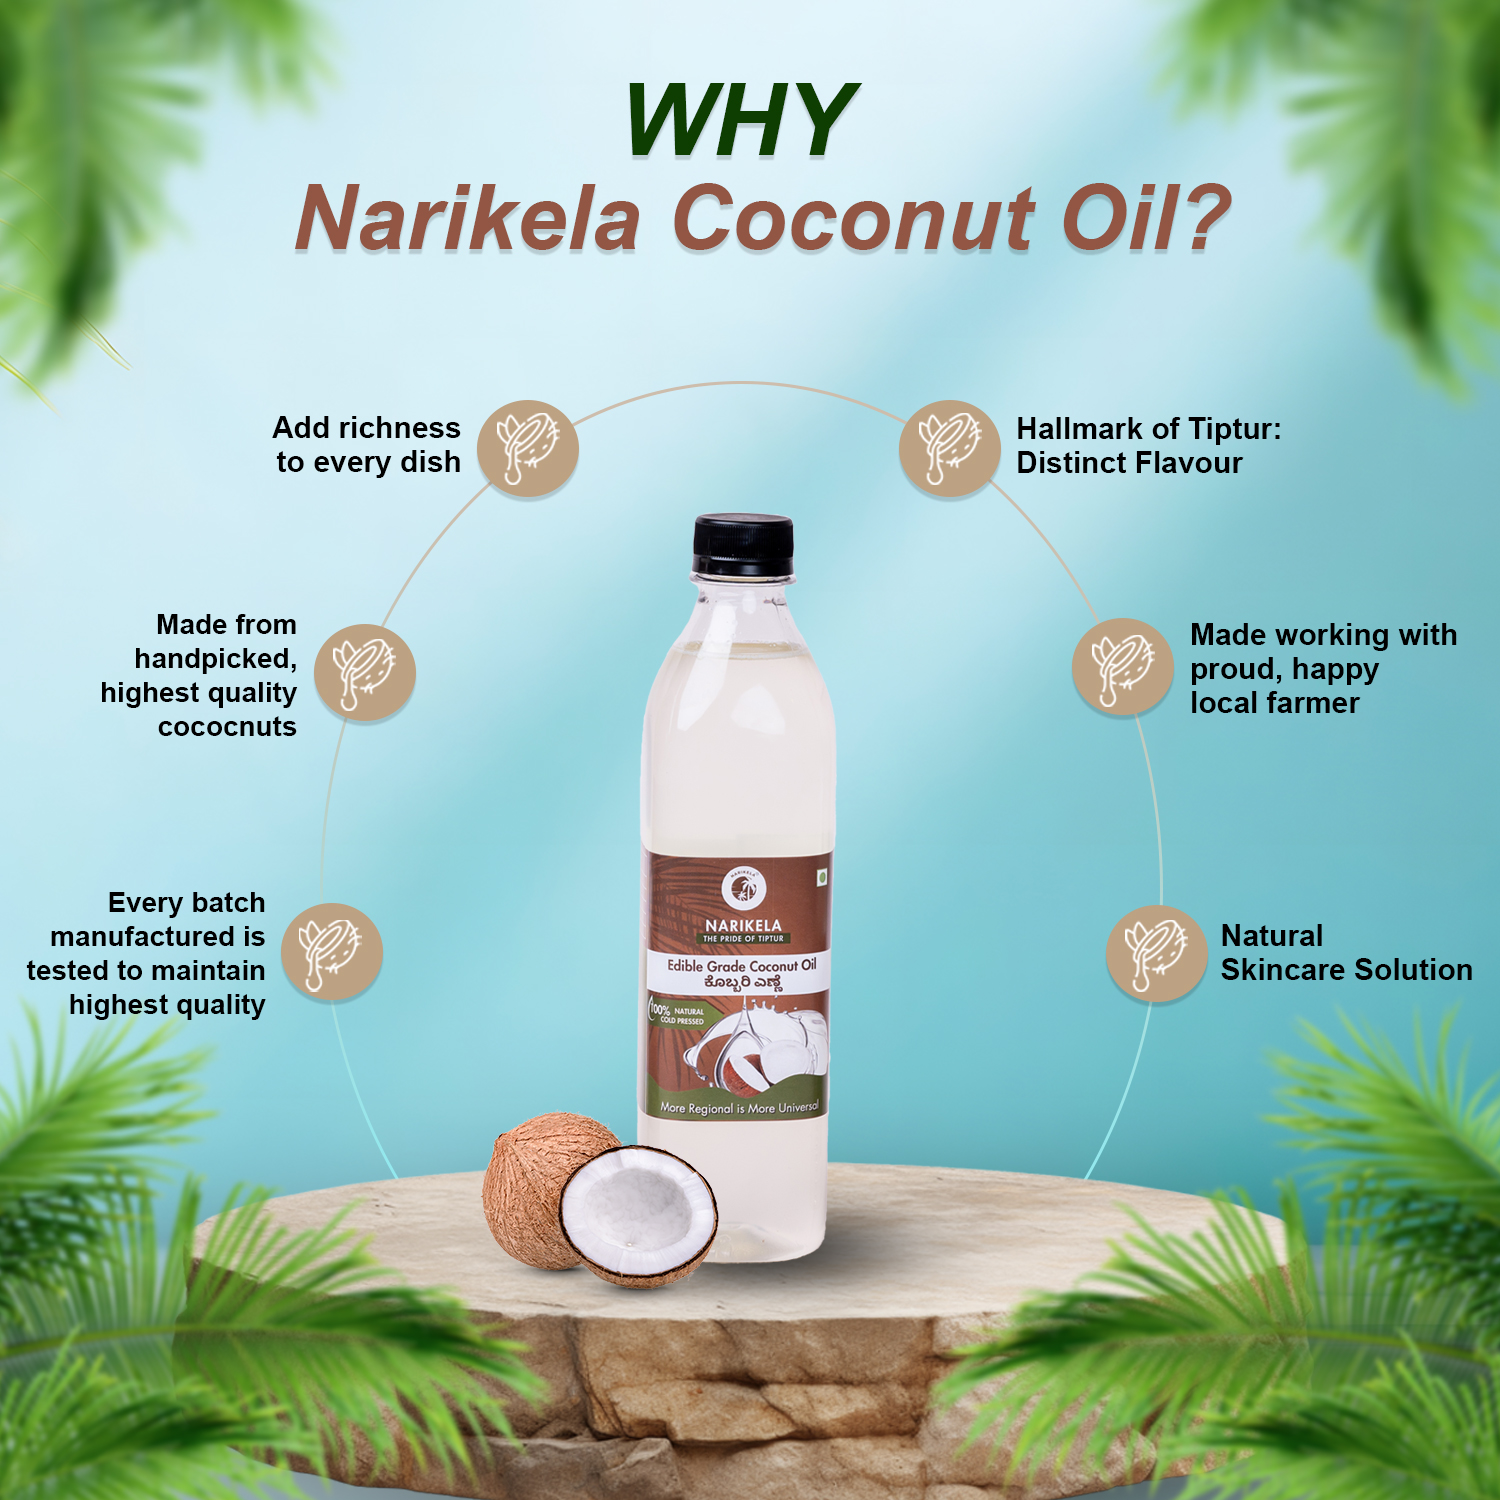 WHY
Narikela Coconut Oil?
Add richness
to every dish
Hallmark of Tiptur:
Distinct Flavour
Made from
handpicked,
highest quality
cococnuts
Made working with
proud, happy
local farmer
Every batch
manufactured is
tested to maintain
highest quality
Natural
Skincare Solution
NARIKELA
NARIKELA
THE PRIDE OF TIPTUR
Edible Grade Coconut Oil
ಕೊಬ್ಬರಿ ಎಣ್ಣೆ
100% NATURAL
COLD PRESSED
More Regional is More Universal